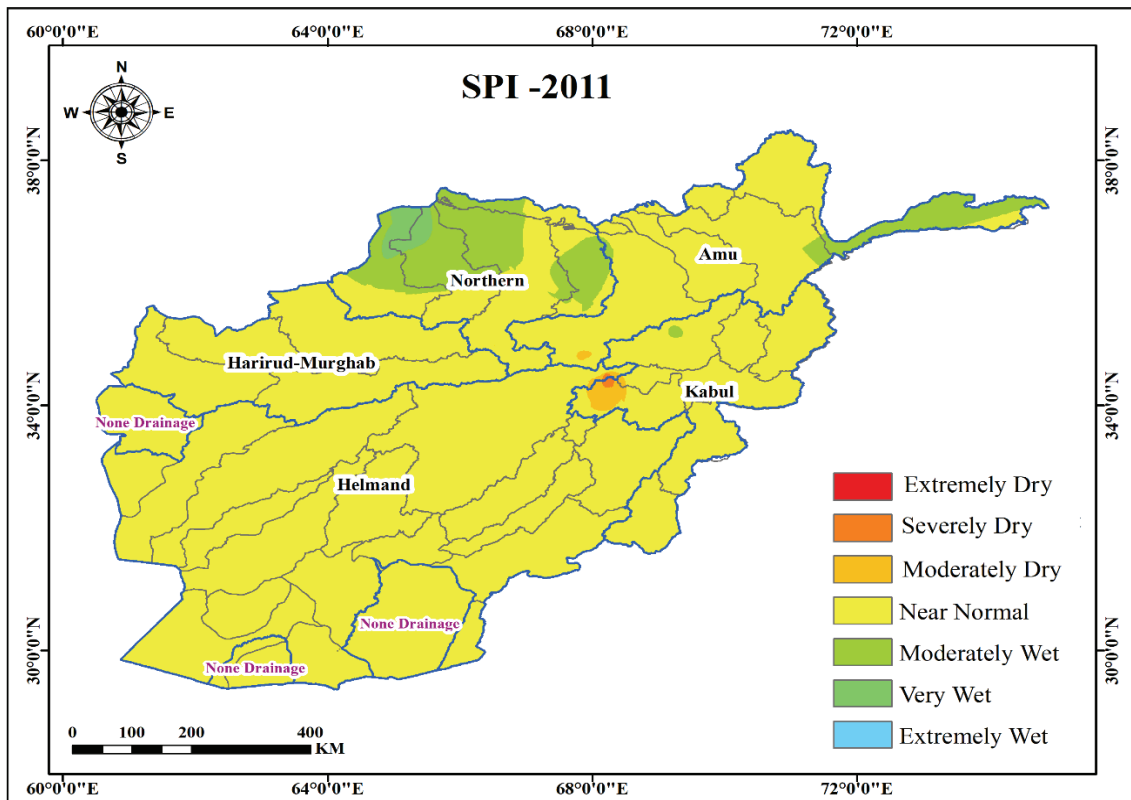 60°0'0"E 64°0'0"E 68°0'0"E 72°0'0"E
SPI -2011
N
W E
S
38°0'0"N 38°0'0"N
Amu
Northern
Harirud-Murghab
Kabul
34°0'0"N 34°0'0"N
None Drainage
Helmand
Extremely Dry
Severely Dry
Moderately Dry
Near Normal
None Drainage
Moderately Wet
30°0'0"N 30°0'0"N
None Drainage
Very Wet
Extremely Wet
0 100 200 400
KM
60°0'0"E 64°0'0"E 68°0'0"E 72°0'0"E